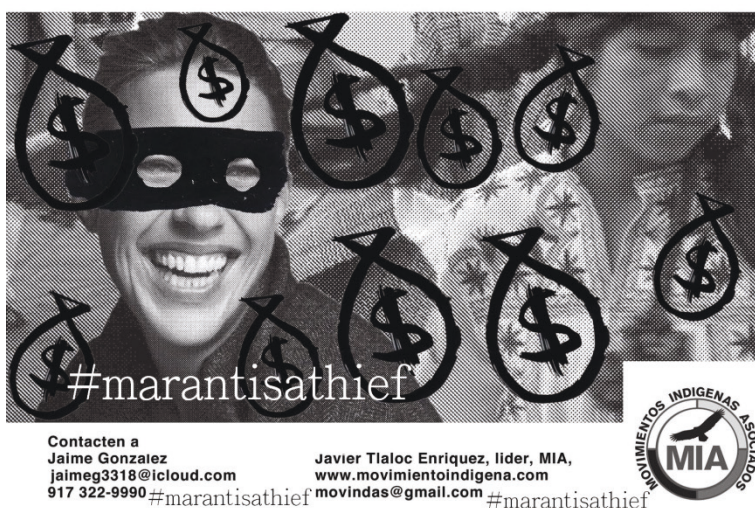 $
$
$
$
$
$
$
$
$
$
#marantisathief
MOVIMIENTOS INDIGENAS ASOCIADOS
MIA
Contacten a
Jaime Gonzalez
jaimeg3318@icloud.com
917 322-9990 #marantisathief
Javier Tlaloc Enriquez, lider, MIA,
www.movimientoindigena.com
movindas@gmail.com #marantisathief